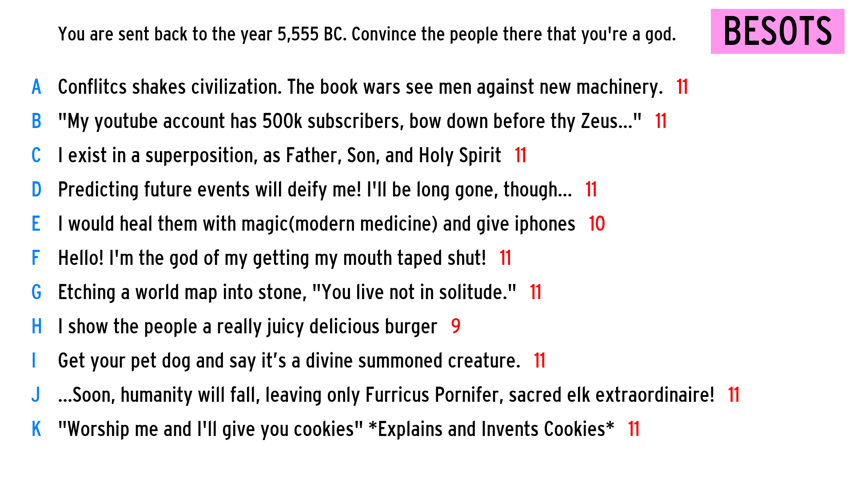 You are sent back to the year 5,555 BC. Convince the people there that you're a god.
BESOTS
A Conflitcs shakes civilization. The book wars see men against new machinery. 11
B "My youtube account has 500k subscribers, bow down before thy Zeus..." 11
C I exist in a superposition, as Father, Son, and Holy Spirit 11
D Predicting future events will deify me! I'll be long gone, though... 11
E I would heal them with magic(modern medicine) and give iphones 10
F Hello! I'm the god of my getting my mouth taped shut! 11
G Etching a world map into stone, "You live not in solitude." 11
H I show the people a really juicy delicious burger 9
I Get your pet dog and say it’s a divine summoned creature. 11
J ...Soon, humanity will fall, leaving only Furricus Pornifer, sacred elk extraordinaire! 11
K "Worship me and I'll give you cookies" *Explains and Invents Cookies* 11